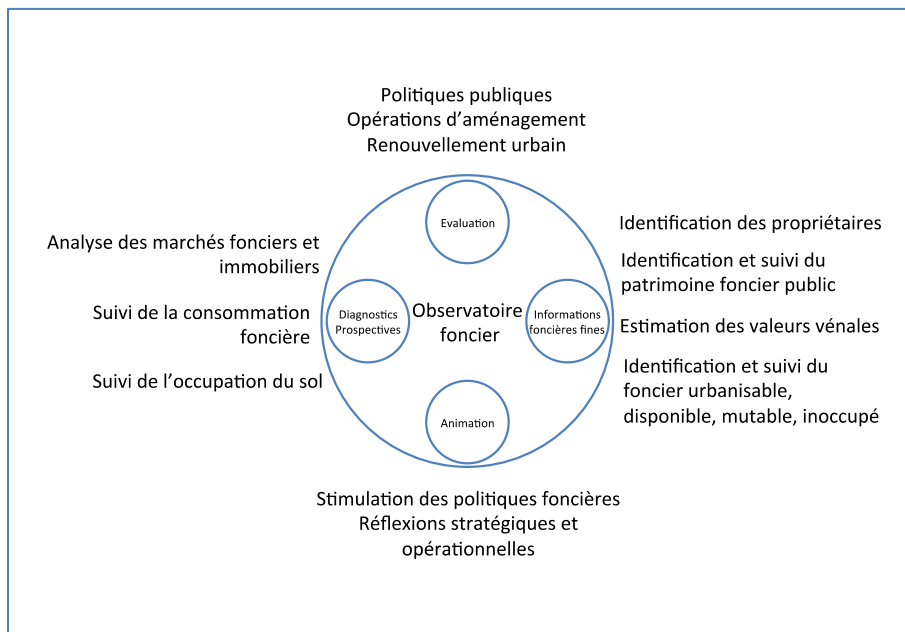 Politiques publiques
Opérations d’aménagement
Renouvellement urbain
Evaluation
Analyse des marchés fonciers et
immobiliers
Suivi de la consommation
foncière
Suivi de l’occupation du sol
Diagnostics
Prospectives
Observatoire
foncier
Informations
foncières fines
Identification des propriétaires
Identification et suivi du
patrimoine foncier public
Estimation des valeurs vénales
Identification et suivi du
foncier urbanisable,
disponible, mutable, inoccupé
Animation
Stimulation des politiques foncières
Réflexions stratégiques et
opérationnelles